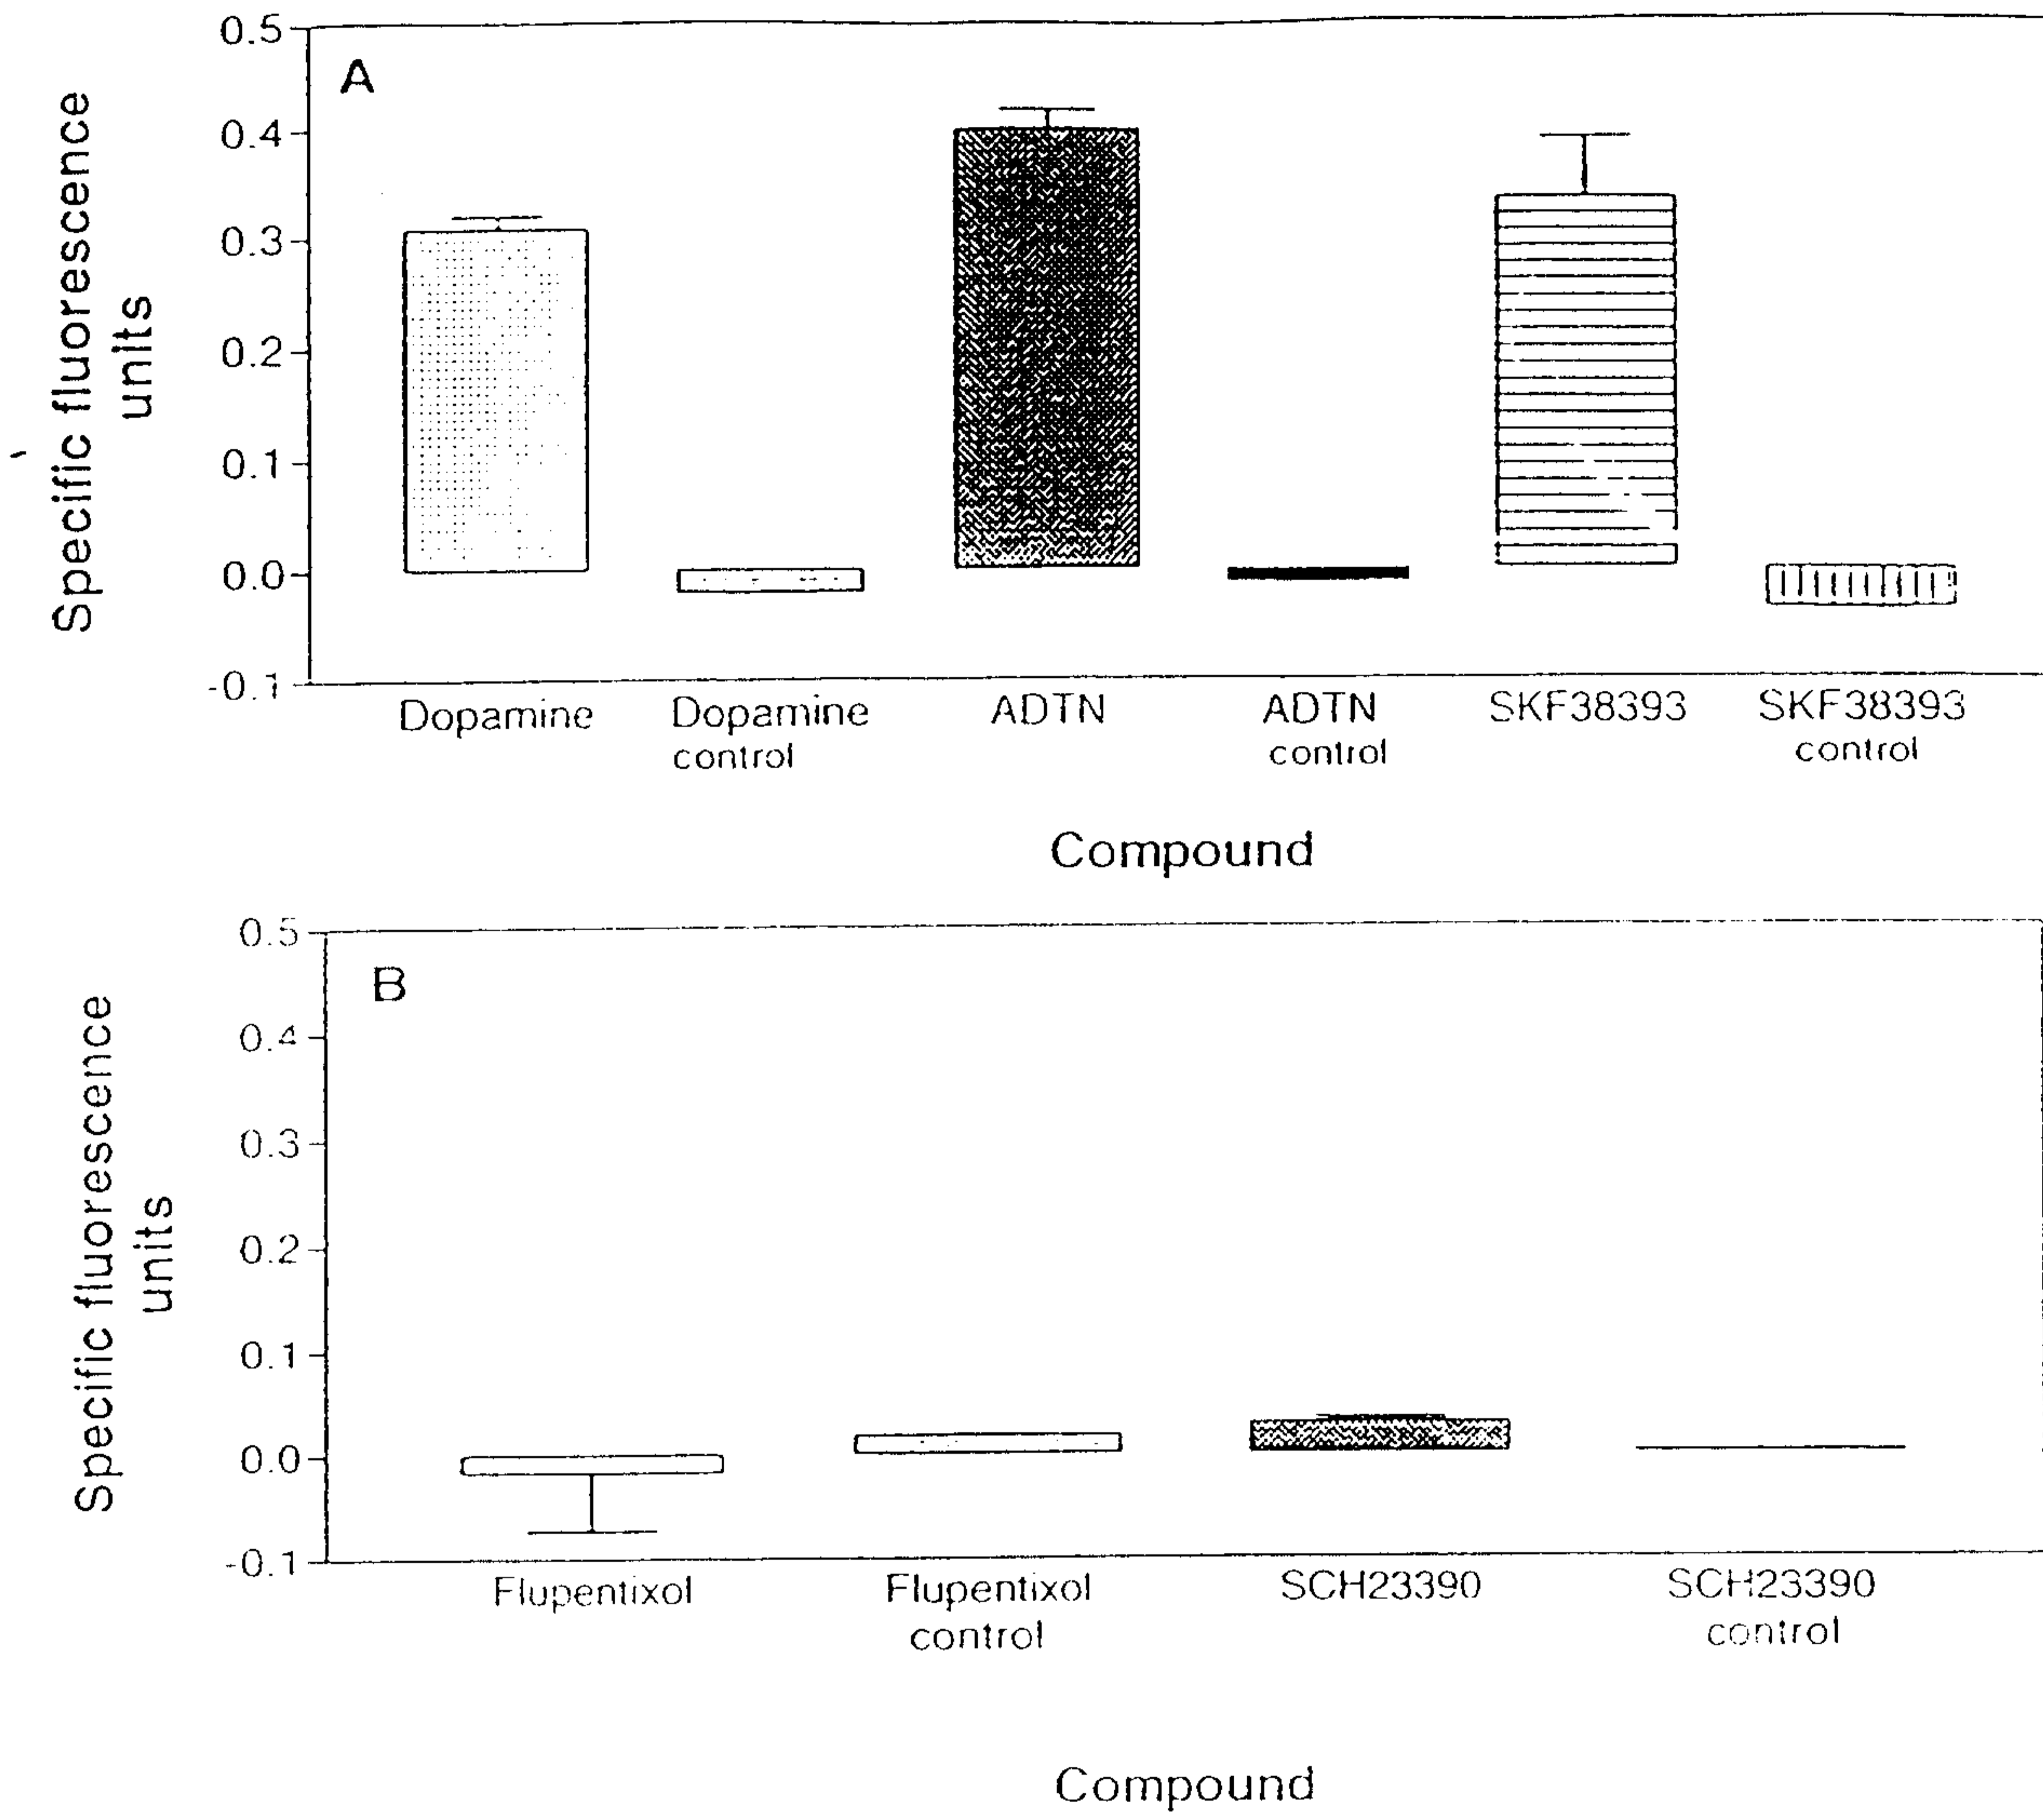 A
Specific fluorescence
units
0.5
0.4
0.3
0.2
0.1
0.0
-0.1
Dopamine
Dopamine
control
ADTN
ADTN
control
SKF38393
SKF38393
control
Compound
B
Specific fluorescence
units
0.5
0.4
0.3
0.2
0.1
0.0
-0.1
Flupentixol
Flupentixol
control
SCH23390
SCH23390
control
Compound